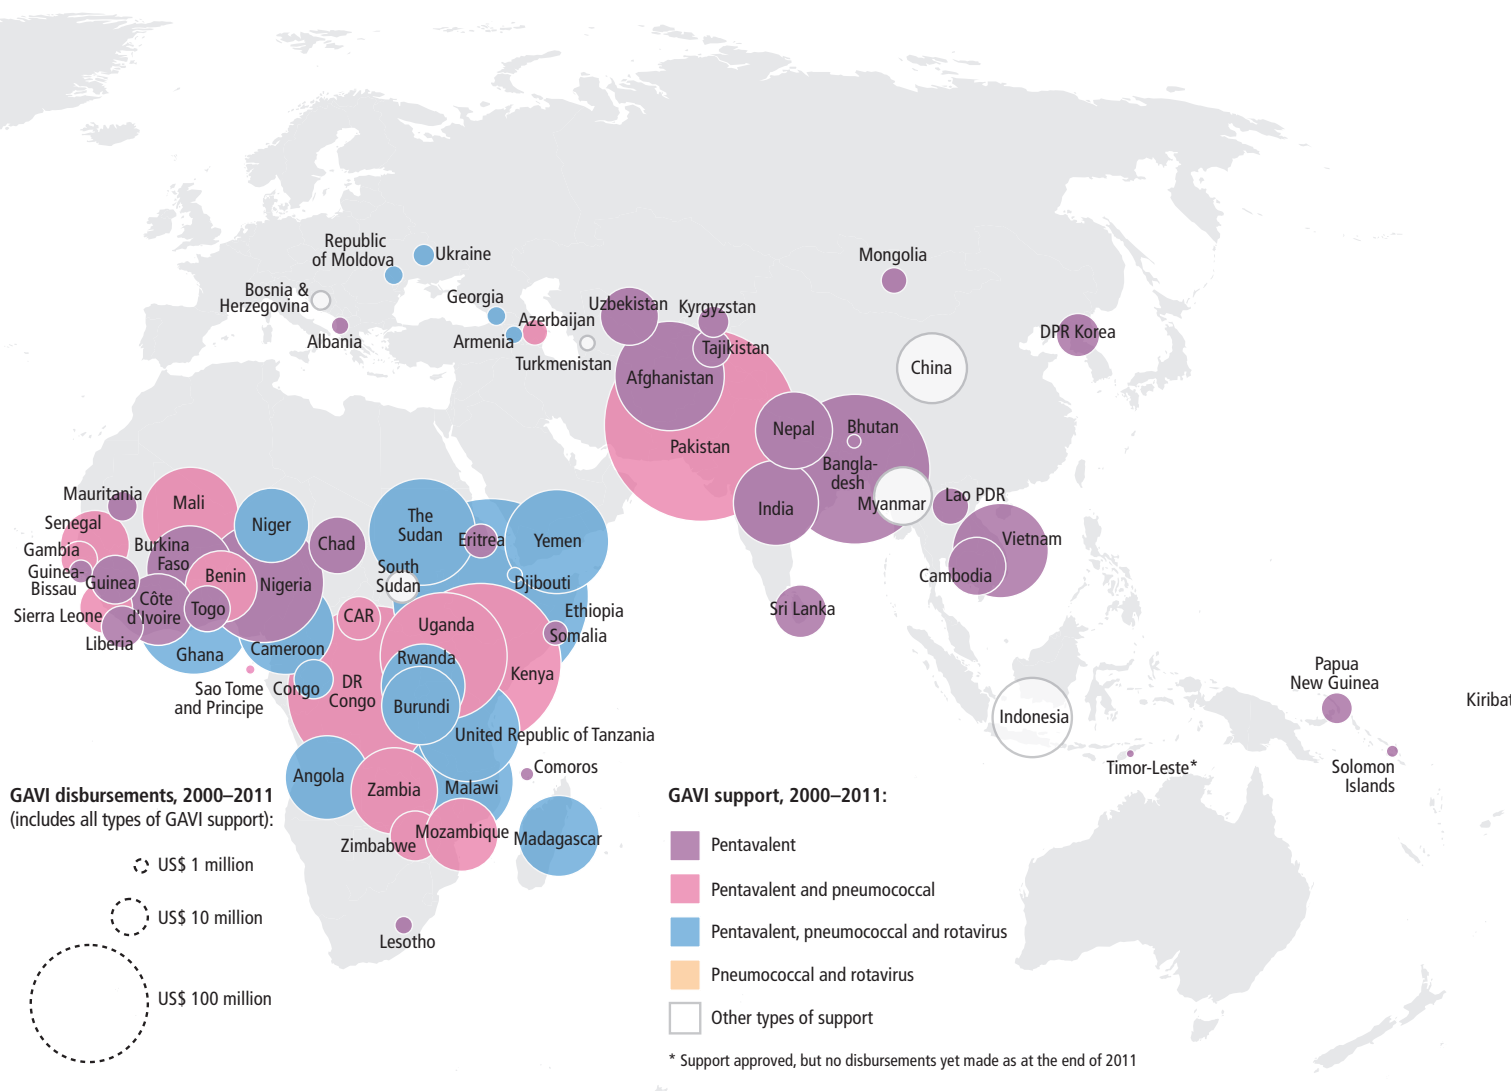 Republic
of Moldova
Ukraine
Bosnia &
Herzegovina
Albania
Georgia
Armenia
Azerbaijan
Turkmenistan
Uzbekistan
Kyrgyzstan
Tajikistan
Afghanistan
Pakistan
Mongolia
DPR Korea
China
Nepal
Bhutan
Bangla-
desh
India
Myanmar
Lao PDR
Vietnam
Cambodia
Sri Lanka
Indonesia
Timor-Leste*
Papua
New Guinea
Solomon
Islands
Kiribat
Mauritania
Mali
Niger
Chad
The
Sudan
Eritrea
Yemen
Senegal
Gambia
Guinea-
Bissau
Guinea
Burkina
Faso
Benin
Nigeria
South
Sudan
Djibouti
Ethiopia
Somalia
Sierra Leone
Liberia
Côte
d'Ivoire
Togo
Ghana
Cameroon
CAR
Uganda
Rwanda
Kenya
Sao Tome
and Principe
Congo
DR
Congo
Burundi
United Republic of Tanzania
Angola
Zambia
Malawi
Comoros
Zimbabwe
Mozambique
Madagascar
Lesotho
GAVI disbursements, 2000–2011
(includes all types of GAVI support):
US$ 1 million
US$ 10 million
US$ 100 million
GAVI support, 2000–2011:
Pentavalent
Pentavalent and pneumococcal
Pentavalent, pneumococcal and rotavirus
Pneumococcal and rotavirus
Other types of support
* Support approved, but no disbursements yet made as at the end of 2011